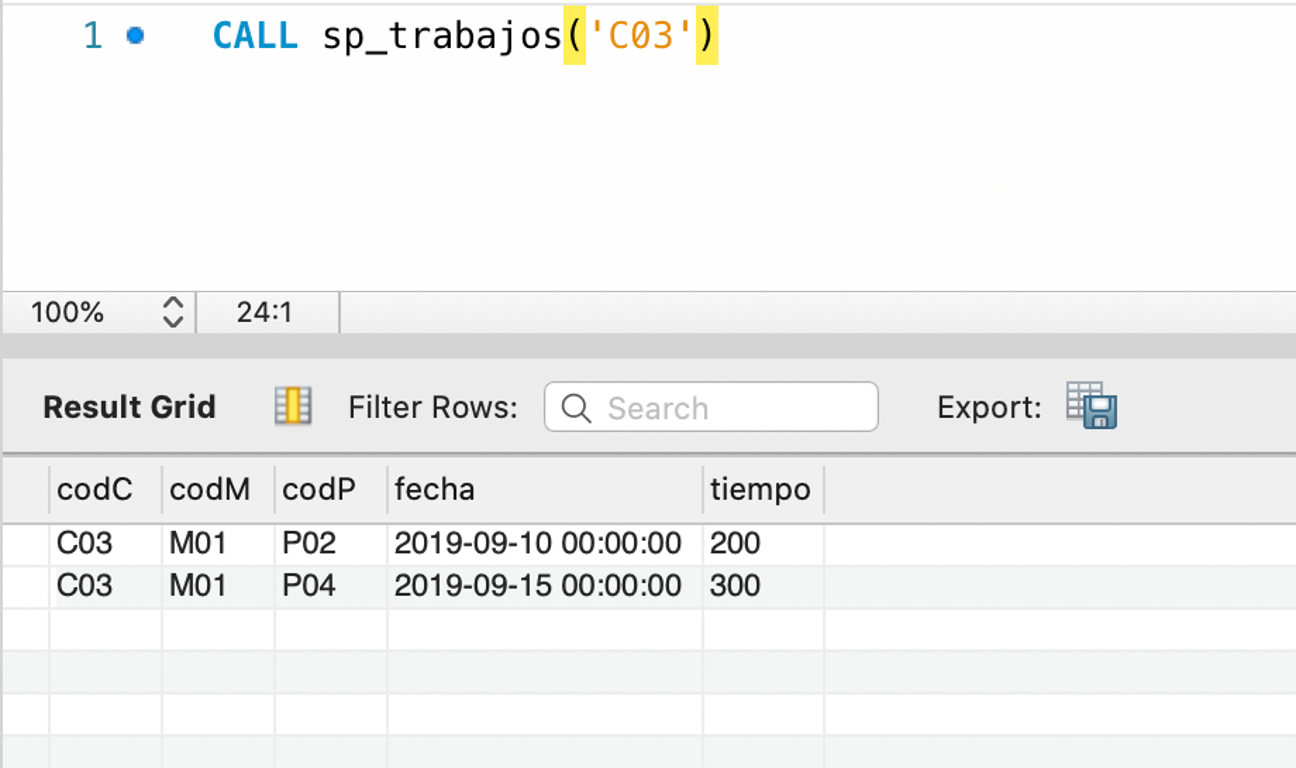 1 CALL sp_trabajos('C03')
100% 24:1
Result Grid Filter Rows: Search Export:
codC codM codP fecha tiempo
C03 M01 P02 2019-09-10 00:00:00 200
C03 M01 P04 2019-09-15 00:00:00 300